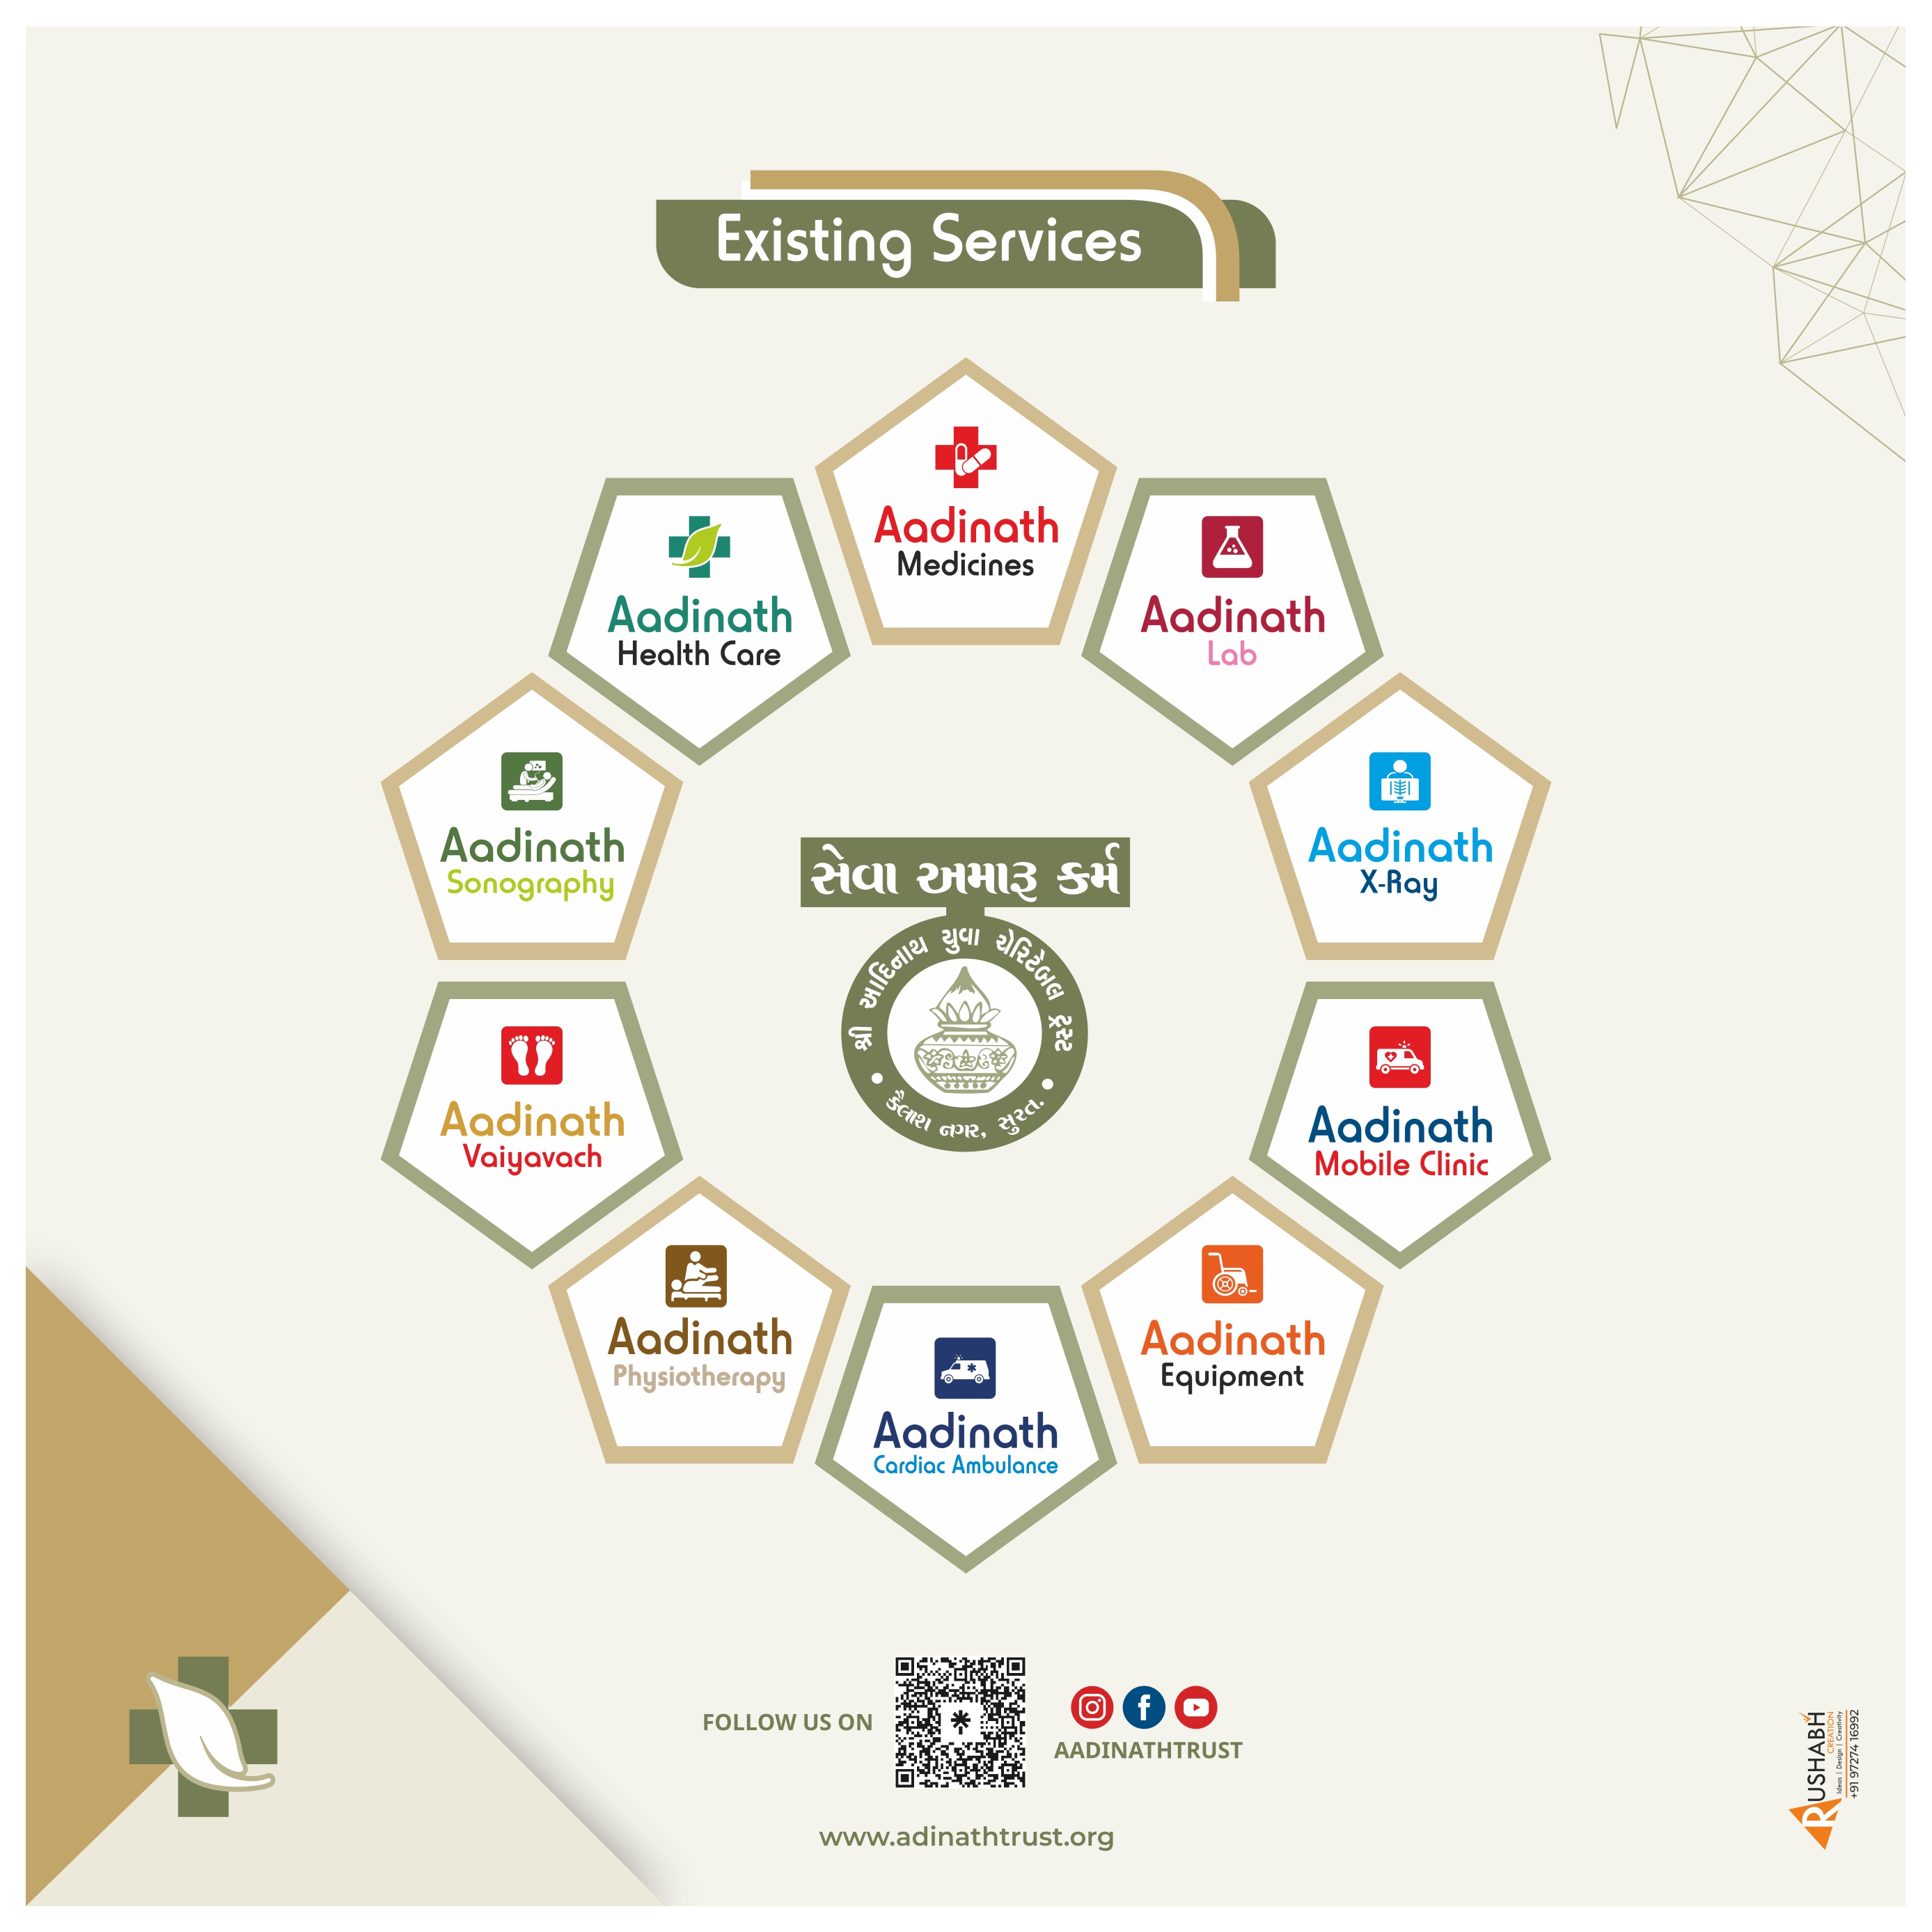 Existing Services
Aadinath
Medicines
Aadinath
Health Care
Aadinath
Lab
Aadinath
Sonography
Aadinath
X-Ray
સેવા અમારૂ કર્મ
શ્રી આદિનાથ યુવા ચેરિટેબલ ટ્રસ્ટ
કૈલાશ નગર, સુરત.
Aadinath
Vaiyavach
Aadinath
Mobile Clinic
Aadinath
Physiotherapy
Aadinath
Equipment
Aadinath
Cardiac Ambulance
FOLLOW US ON
AADINATHTRUST
www.adinathtrust.org
RUSHABH
CREATION
Ideas | Design | Creativity
+91 97274 16992